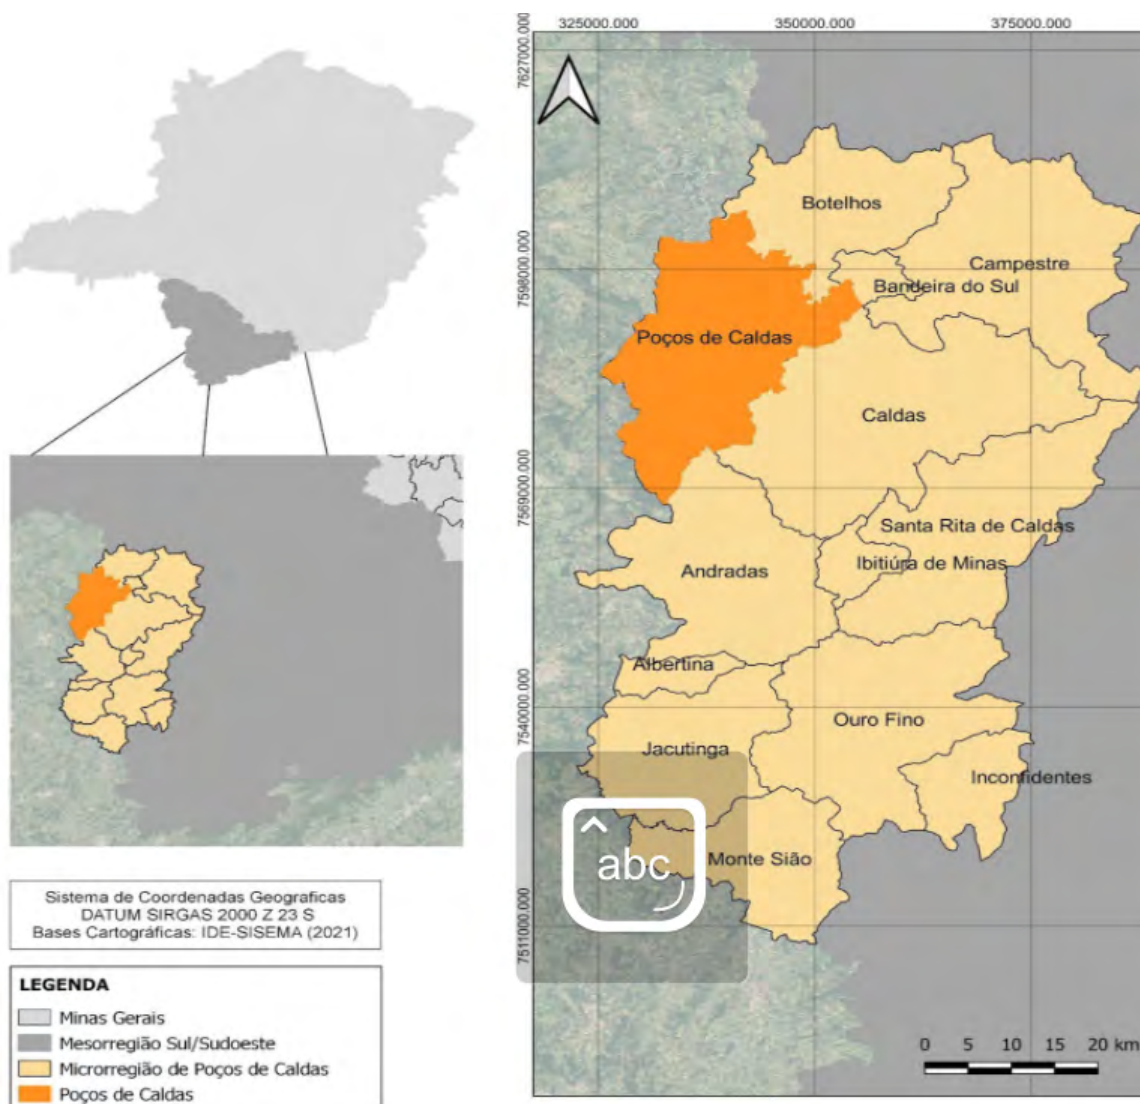 325000.000 350000.000 375000.000
7627000.000
Botelhos
7598000.000
Campestre
Bandeira do Sul
Poços de Caldas
Caldas
7569000.000
Santa Rita de Caldas
Ibitiúra de Minas
Andradas
Albertina
7540000.000
Ouro Fino
Jacutinga
Inconfidentes
abc
Monte Sião
7511000.000
0 5 10 15 20 km
Sistema de Coordenadas Geograficas
DATUM SIRGAS 2000 Z 23 S
Bases Cartográficas: IDE-SISEMA (2021)
LEGENDA
Minas Gerais
Mesorregião Sul/Sudoeste
Microrregião de Poços de Caldas
Poços de Caldas